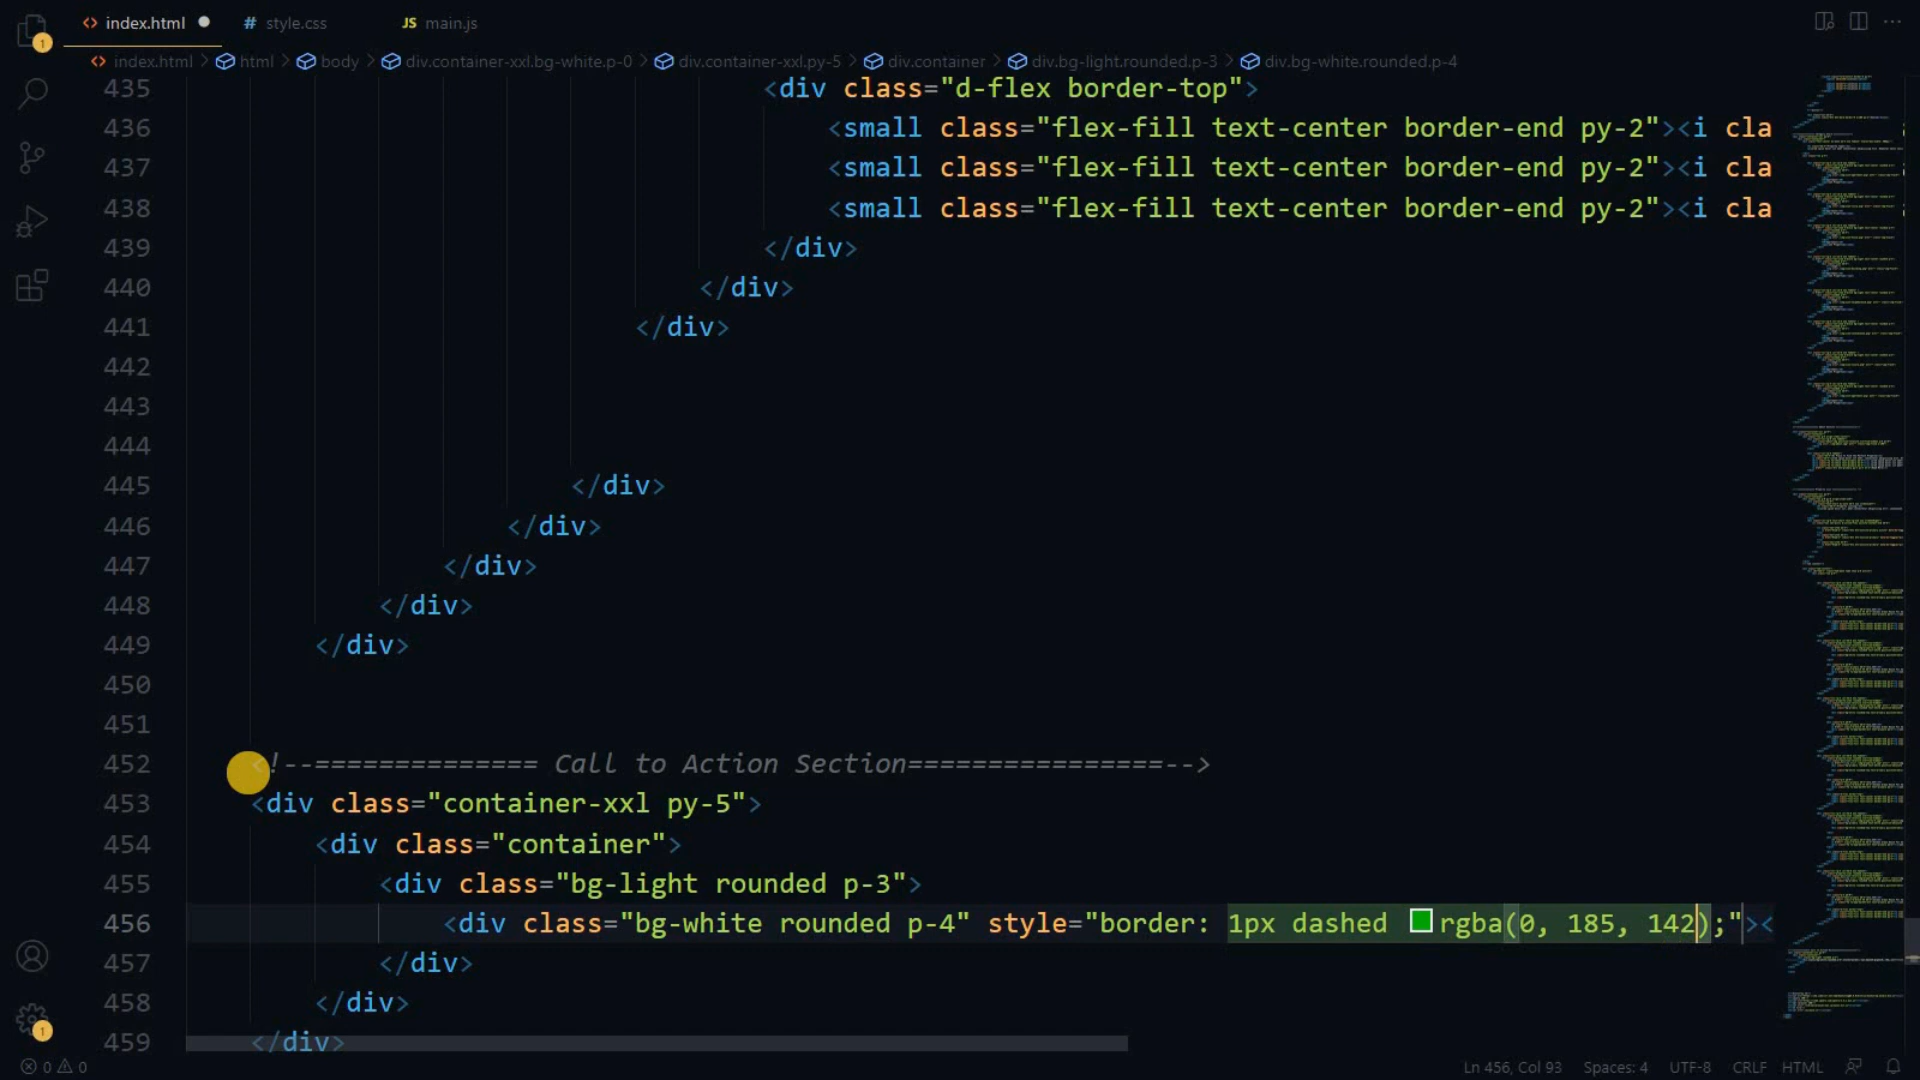 <> index.html ● # style.css JS main.js
<> index.html > html > body > div.container-xxl.bg-white.p-0 > div.container-xxl.py-5 > div.container > div.bg-light.rounded.p-3 > div.bg-white.rounded.p-4
435 <div class="d-flex border-top">
436 <small class="flex-fill text-center border-end py-2"><i cla
437 <small class="flex-fill text-center border-end py-2"><i cla
438 <small class="flex-fill text-center border-end py-2"><i cla
439 </div>
440 </div>
441 </div>
442
443
444
445 </div>
446 </div>
447 </div>
448 </div>
449 </div>
450
451
452 <!--============== Call to Action Section================-->
453 <div class="container-xxl py-5">
454 <div class="container">
455 <div class="bg-light rounded p-3">
456 <div class="bg-white rounded p-4" style="border: 1px dashed rgba(0, 185, 142);"><
457 </div>
458 </div>
459 </div>
1
1
0 0 Ln 456, Col 93 Spaces: 4 UTF-8 CRLF HTML